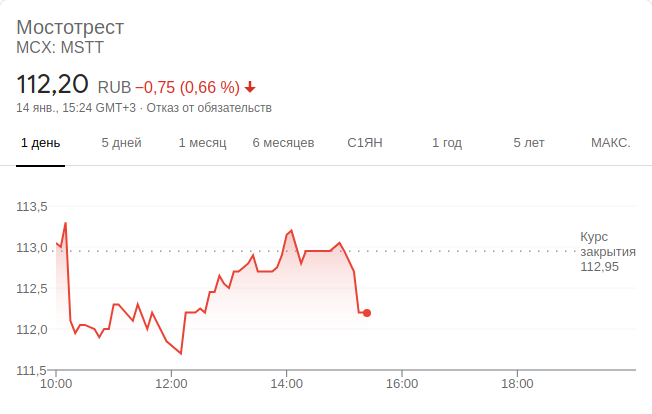 Мостотрест
MCX: MSTT
112,20 RUB −0,75 (0,66 %) ↓
14 янв., 15:24 GMT+3 · Отказ от обязательств
1 день 5 дней 1 месяц 6 месяцев С1ЯН 1 год 5 лет МАКС.
113,5
113,0
112,5
112,0
111,5
Курс
закрытия
112,95
10:00 12:00 14:00 16:00 18:00